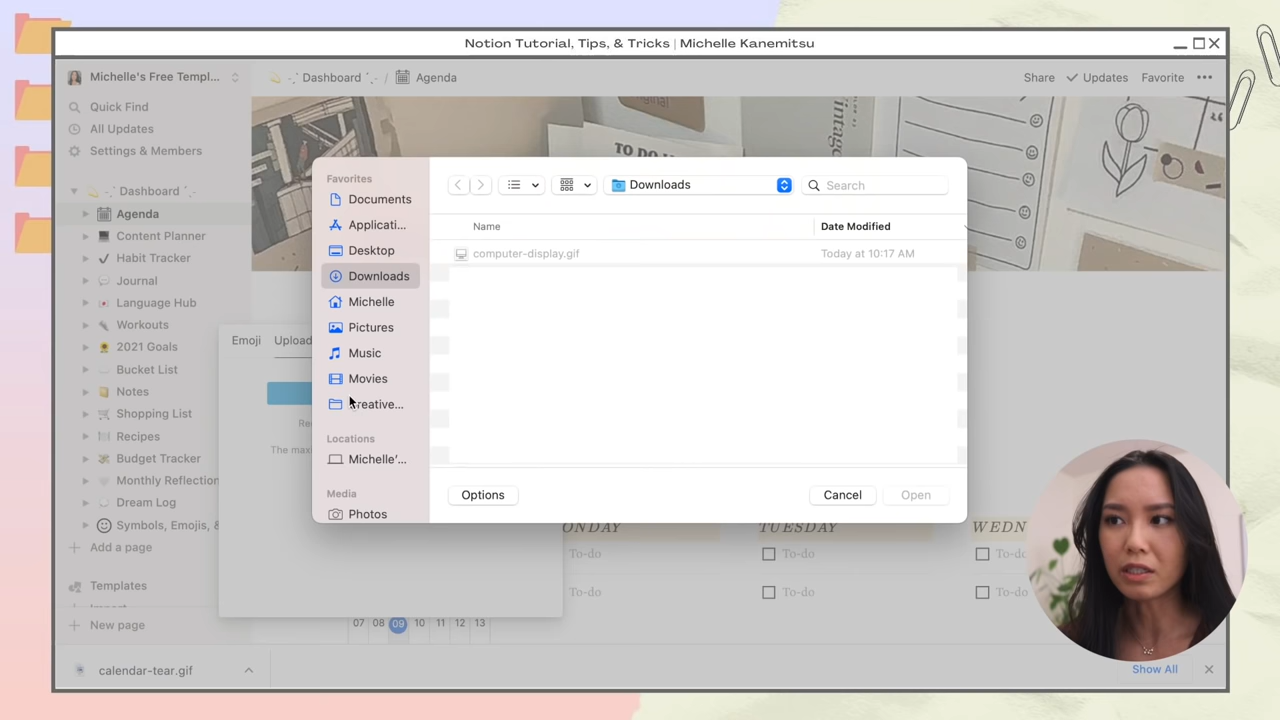 Notion Tutorial, Tips, & Tricks | Michelle Kanemitsu
Michelle's Free Templ...
Dashboard / Agenda
Share Updates Favorite
Quick Find
All Updates
Settings & Members
Dashboard
Agenda
Content Planner
Habit Tracker
Journal
Language Hub
Workouts
2021 Goals
Bucket List
Notes
Shopping List
Recipes
Budget Tracker
Monthly Reflection
Dream Log
Symbols, Emojis, &
Add a page
Templates
New page
TO DO
Vintage
Emoji Upload
The max
Favorites
Documents
Applicati...
Desktop
Downloads
Michelle
Pictures
Music
Movies
Creative...
Locations
Michelle'...
Media
Photos
Downloads
Search
Name Date Modified
computer-display.gif Today at 10:17 AM
Options Cancel Open
ONDAY TUESDAY WEDN
To-do To-do To-do
To-do To-do To-do
07 08 09 10 11 12 13
calendar-tear.gif
Show All